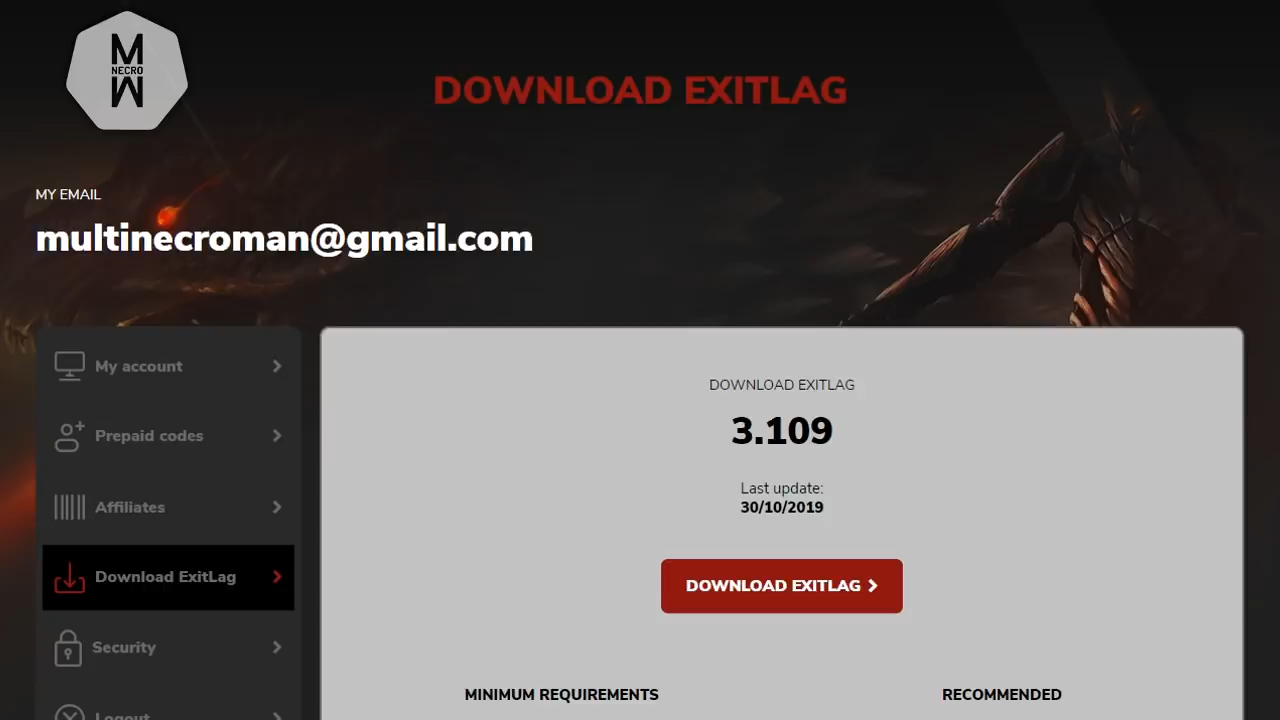 M
NECRO
M
DOWNLOAD EXITLAG
MY EMAIL
multinecroman@gmail.com
My account
Prepaid codes
Affiliates
Download ExitLag
Security
Logout
DOWNLOAD EXITLAG
3.109
Last update:
30/10/2019
DOWNLOAD EXITLAG
MINIMUM REQUIREMENTS
RECOMMENDED